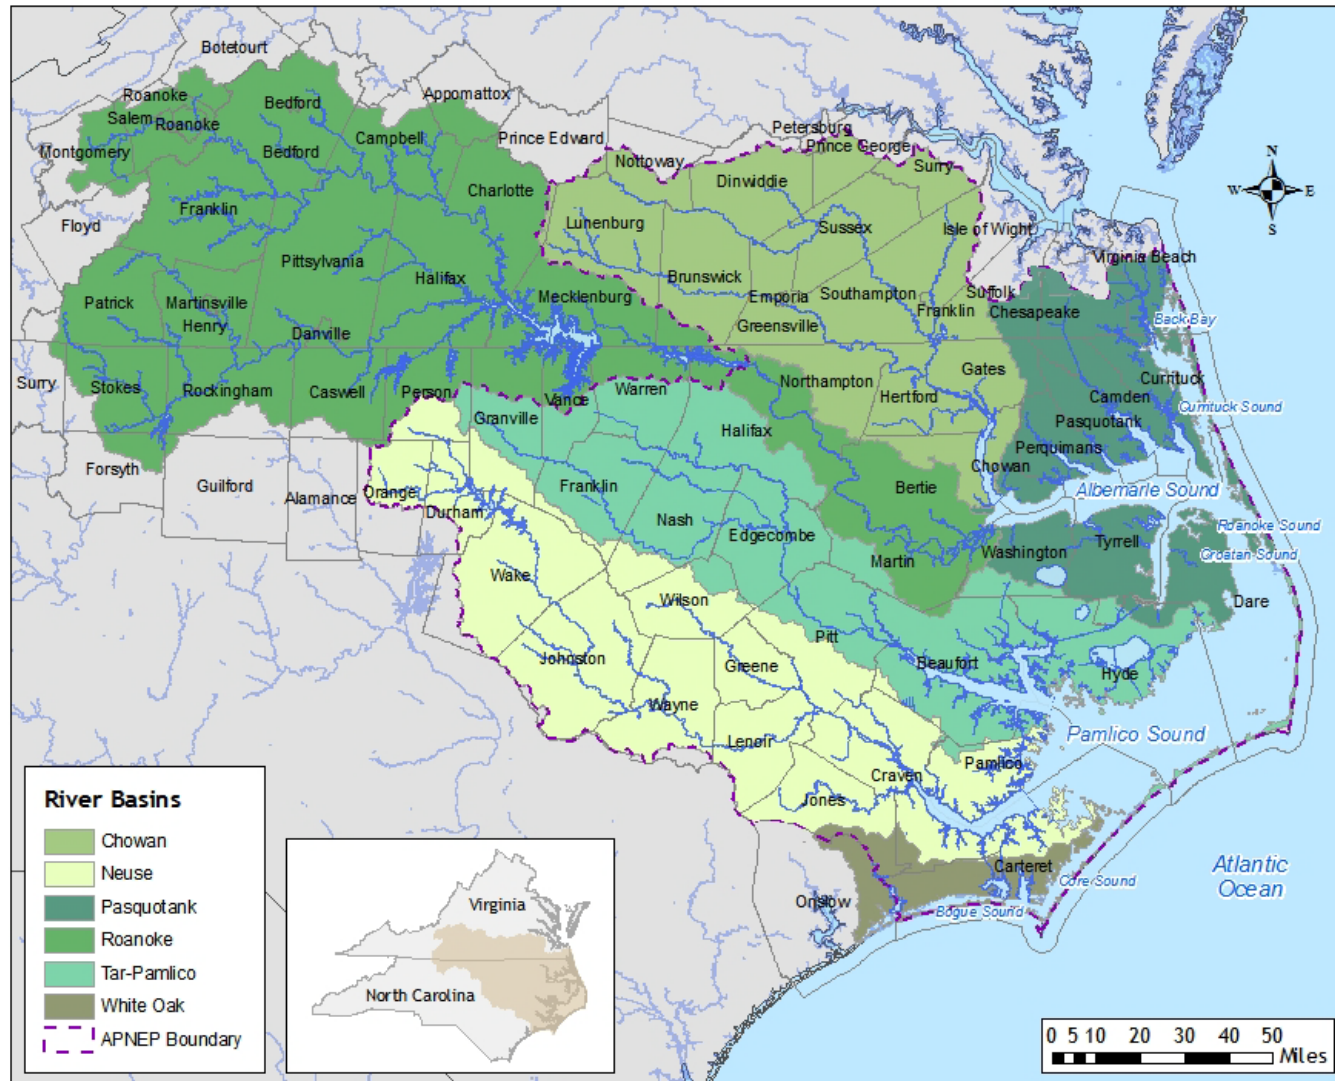 Botetourt
Roanoke
Bedford
Appomattox
Salem
Roanoke
Campbell
Prince Edward
Petersburg
Prince George
Montgomery
Bedford
Nottoway
Surry
Dinwiddie
Charlotte
Floyd
Franklin
Lunenburg
Sussex
Isle of Wight
Pittsylvania
Halifax
Brunswick
Virginia Beach
Patrick
Martinsville
Henry
Mecklenburg
Emporia
Southampton
Suffolk
Franklin
Chesapeake
Danville
Greensville
Back Bay
Surry
Stokes
Rockingham
Caswell
Person
Vance
Warren
Northampton
Hertford
Gates
Currituck
Camden
Currituck Sound
Granville
Halifax
Pasquotank
Perquimans
Forsyth
Guilford
Alamance
Orange
Durham
Franklin
Nash
Bertie
Chowan
Albemarle Sound
Edgecombe
Martin
Washington
Tyrrell
Roanoke Sound
Croatan Sound
Wake
Wilson
Dare
Pitt
Johnston
Greene
Beaufort
Hyde
Wayne
Lenoir
Pamlico Sound
Pamlico
Craven
Jones
Carteret
Onslow
Core Sound
Bogue Sound
Atlantic
Ocean
N
W
E
S
River Basins
Chowan
Neuse
Pasquotank
Roanoke
Tar-Pamlico
White Oak
APNEP Boundary
Virginia
North Carolina
0 5 10 20 30 40 50
Miles